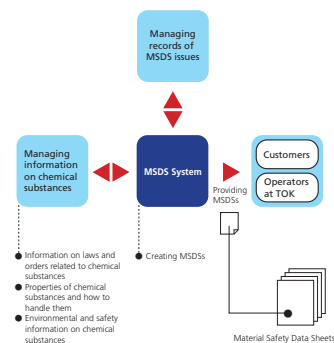 Managing
records of
MSDS issues
Managing
information
on chemical
substances
MSDS System
Customers
Operators
at TOK
Providing
MSDSs
Information on laws and
orders related to chemical
substances
Properties of chemical
substances and how to
handle them
Environmental and safety
information on chemical
substances
Creating MSDSs
Material Safety Data Sheets